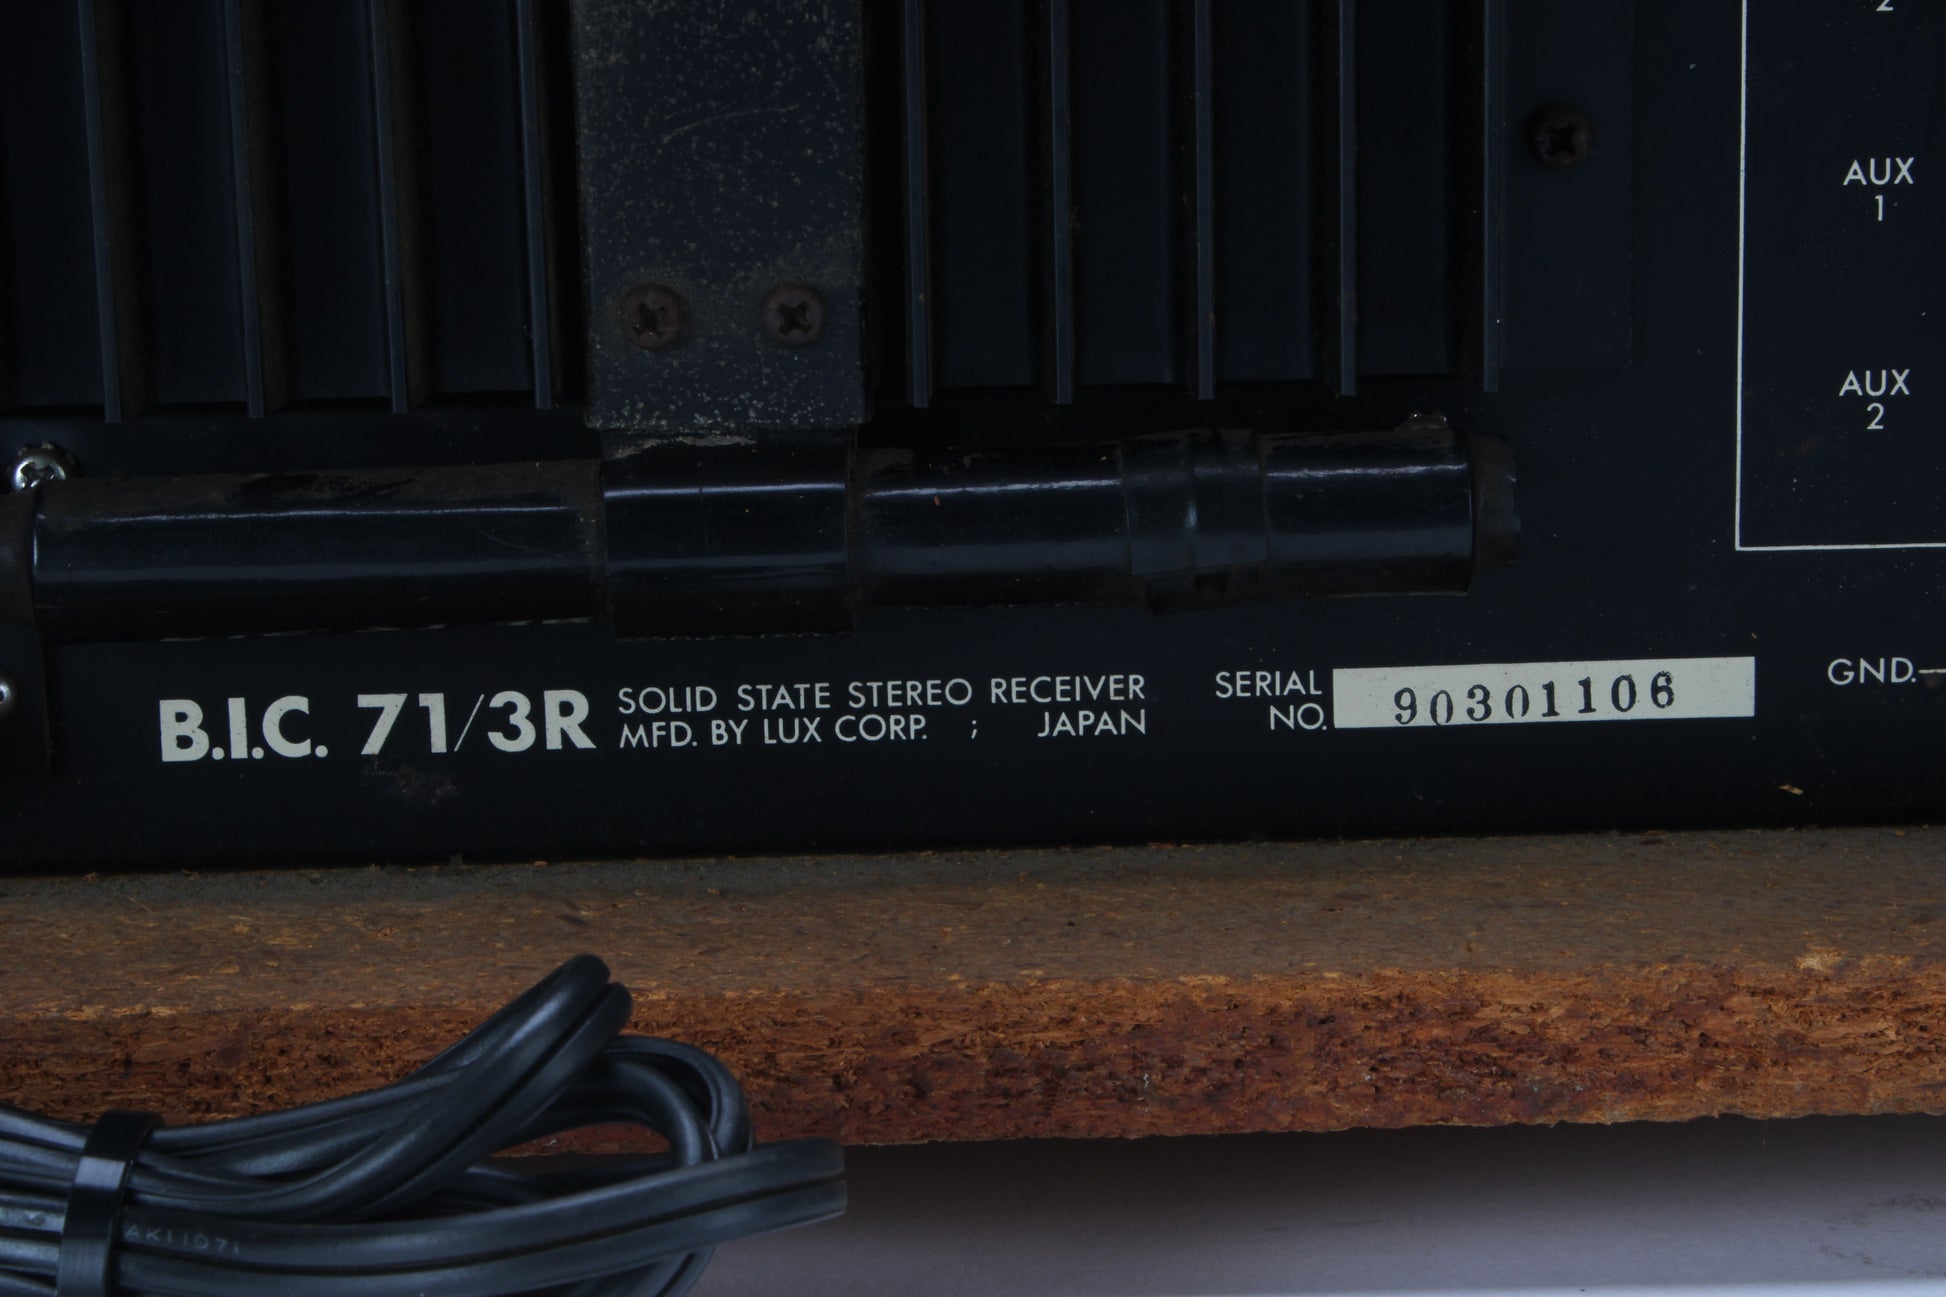 2
AUX
1
AUX
2
B.I.C. 71/3R
SOLID STATE STEREO RECEIVER
MFD. BY LUX CORP. ; JAPAN
SERIAL
NO.
90301106
GND.
AK11071